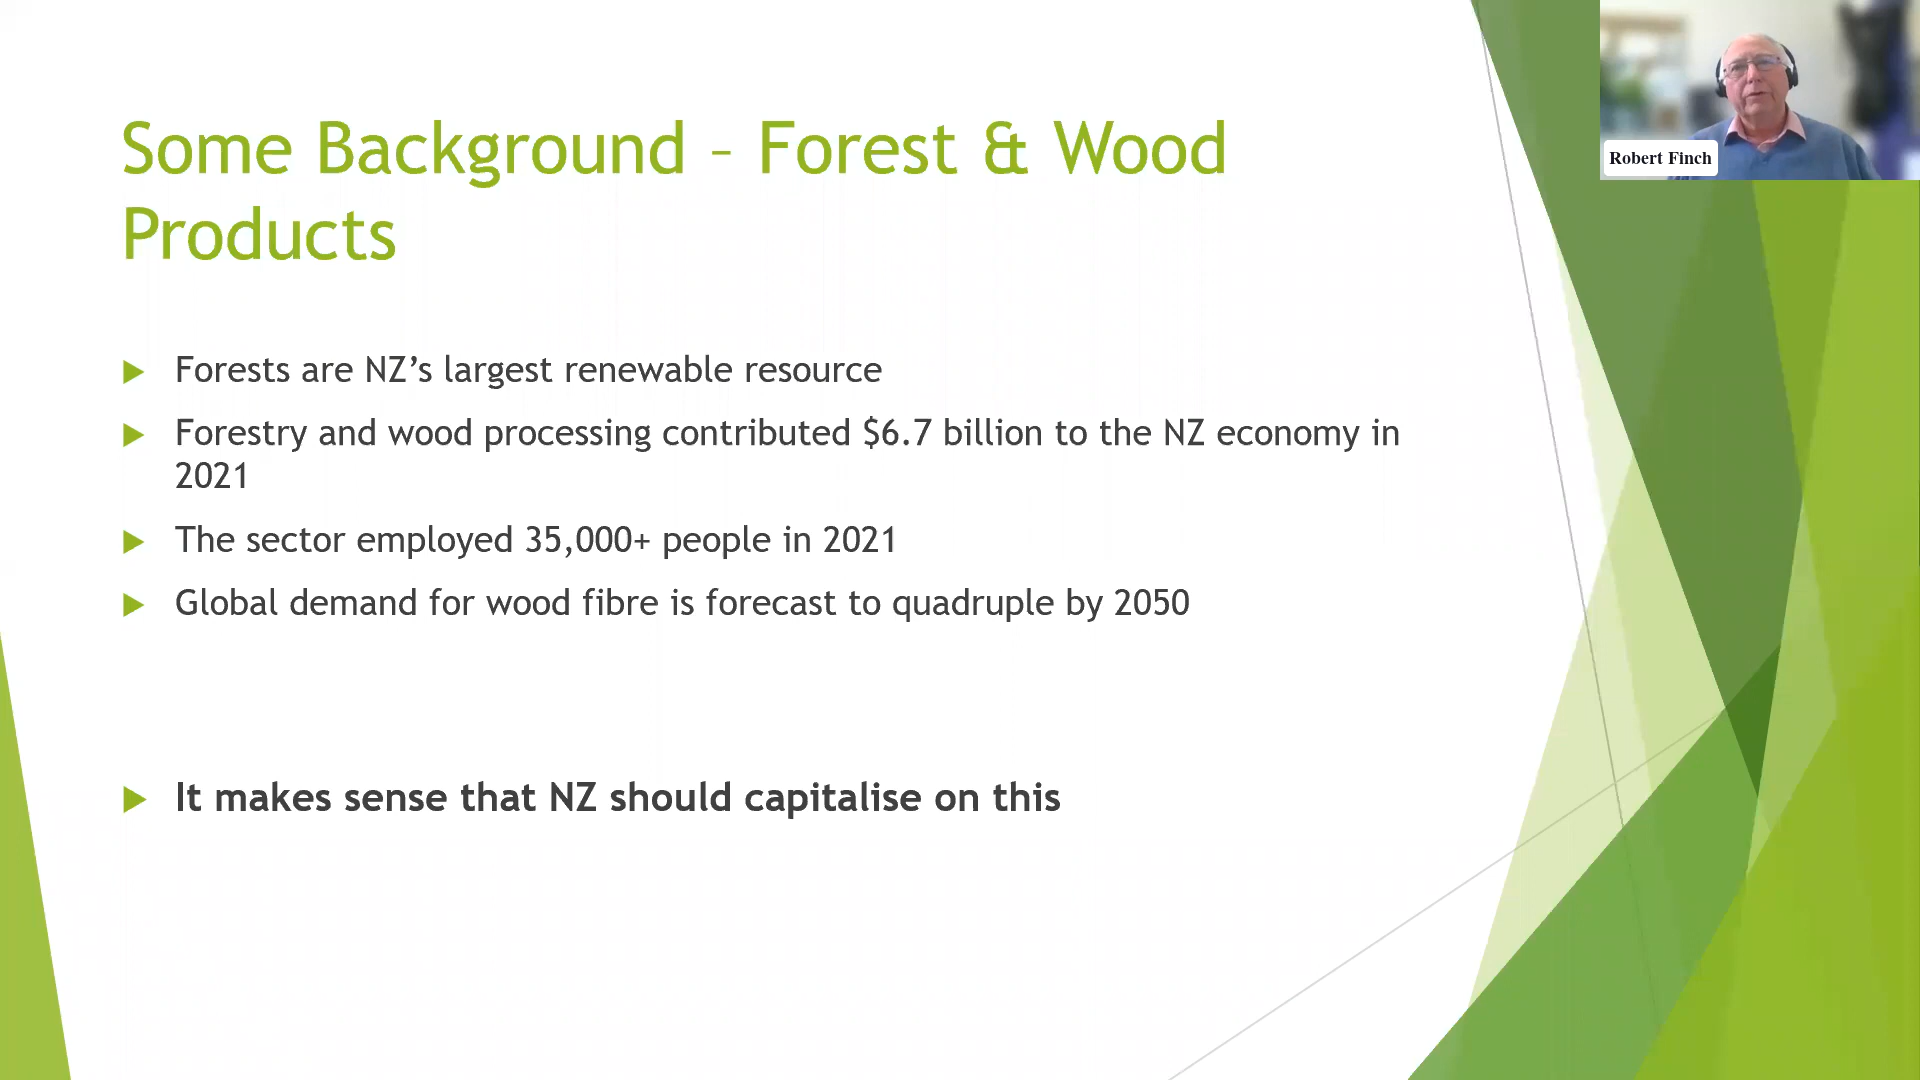 Some Background – Forest & Wood
Products
Forests are NZ’s largest renewable resource
Forestry and wood processing contributed $6.7 billion to the NZ economy in
2021
The sector employed 35,000+ people in 2021
Global demand for wood fibre is forecast to quadruple by 2050
It makes sense that NZ should capitalise on this
Robert Finch